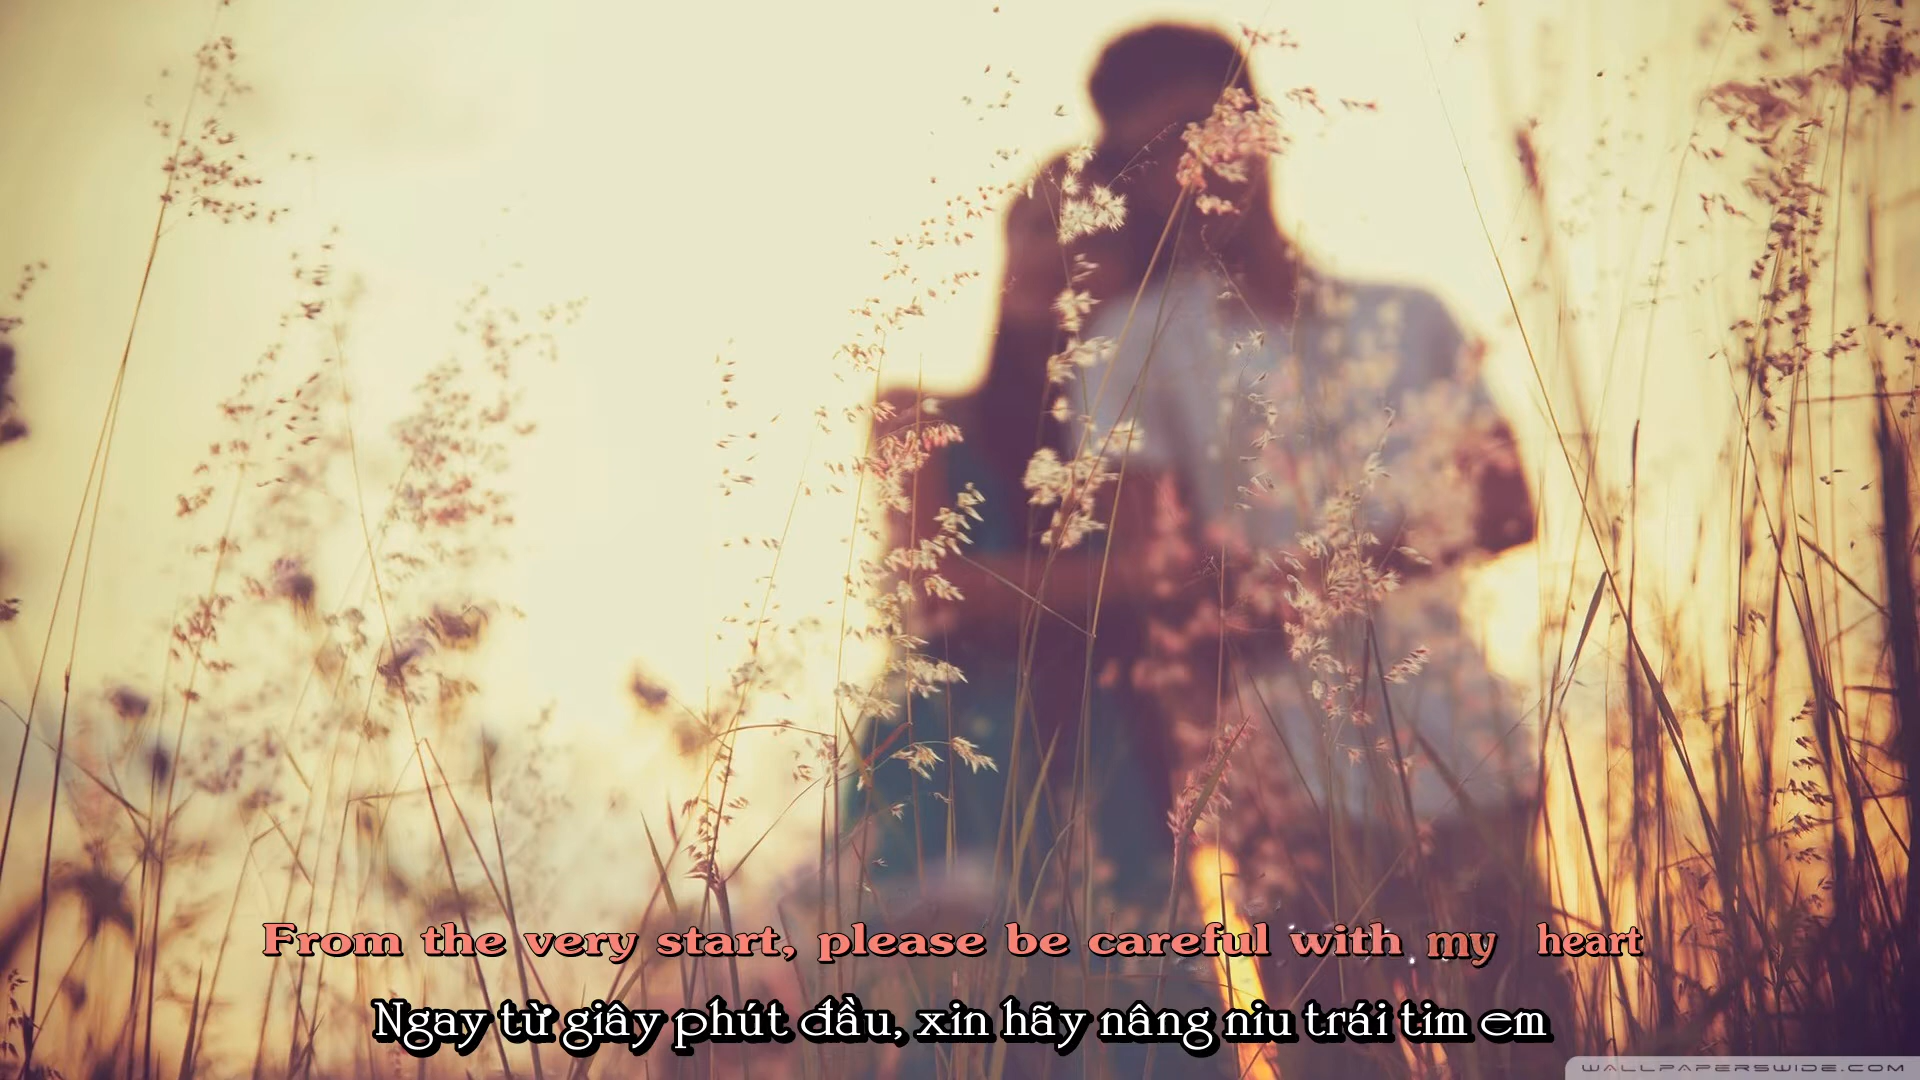 From the very start, please be careful with my heart
Ngay từ giây phút đầu, xin hãy nâng niu trái tim em
WALLPAPERSWIDE.COM